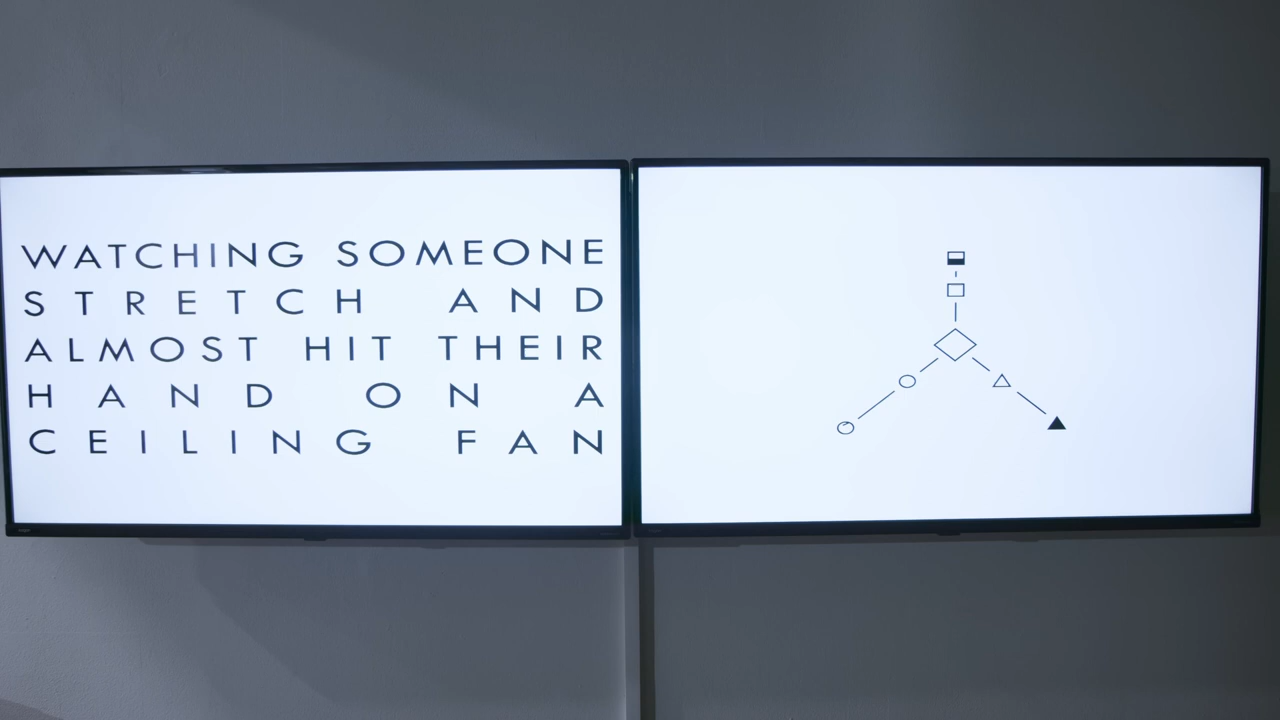 WATCHING SOMEONE
STRETCH AND
ALMOST HIT THEIR
HAND ON A
CEILING FAN